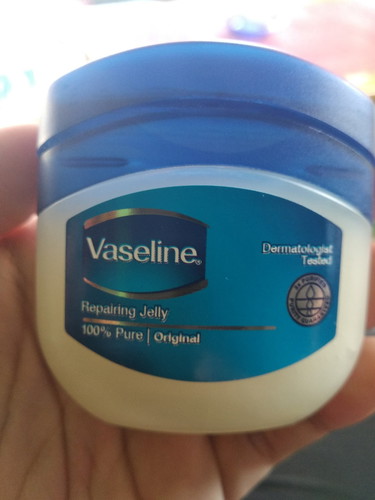 Vaseline®
Dermatologist
Tested
Repairing Jelly
100% Pure | Original